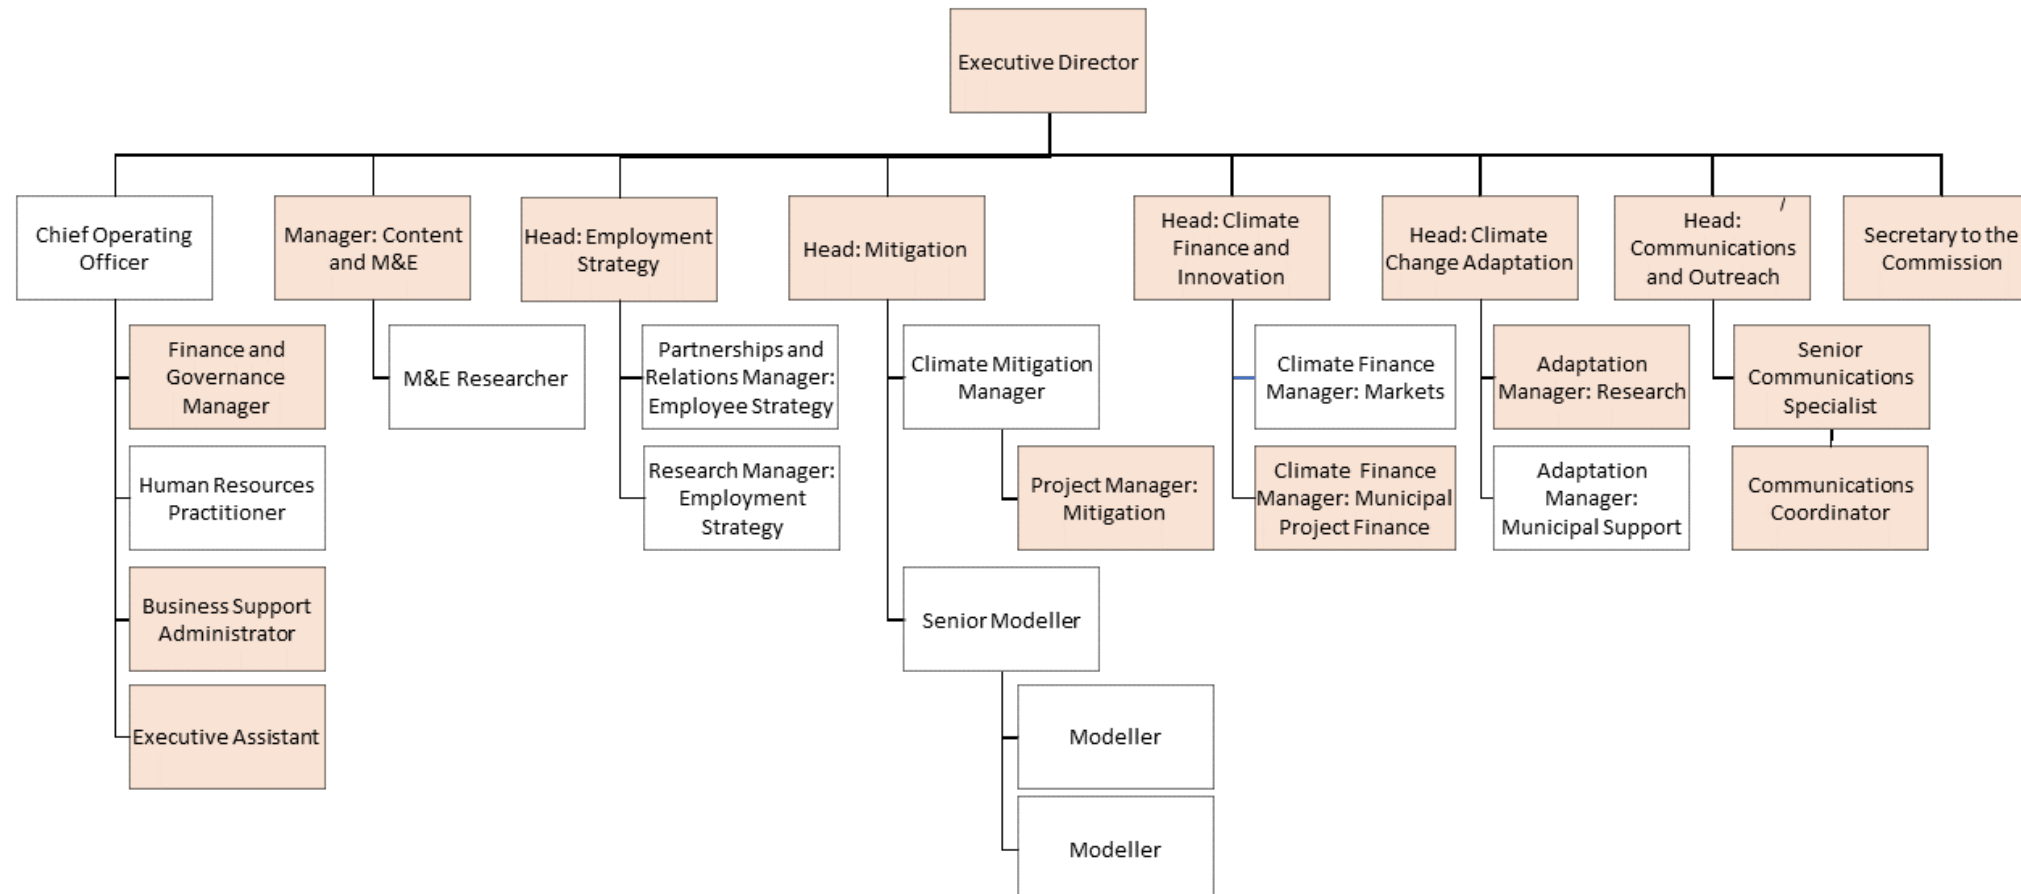 Executive Director
Chief Operating
Officer
Manager: Content
and M&E
Head: Employment
Strategy
Head: Mitigation
Head: Climate
Finance and
Innovation
Head: Climate
Change Adaptation
Head:
Communications
and Outreach
/
Secretary to the
Commission
Finance and
Governance
Manager
M&E Researcher
Partnerships and
Relations Manager:
Employee Strategy
Climate Mitigation
Manager
Climate Finance
Manager: Markets
Adaptation
Manager: Research
Senior
Communications
Specialist
Human Resources
Practitioner
Research Manager:
Employment
Strategy
Project Manager:
Mitigation
Climate Finance
Manager: Municipal
Project Finance
Adaptation
Manager:
Municipal Support
Communications
Coordinator
Business Support
Administrator
Senior Modeller
Executive Assistant
Modeller
Modeller